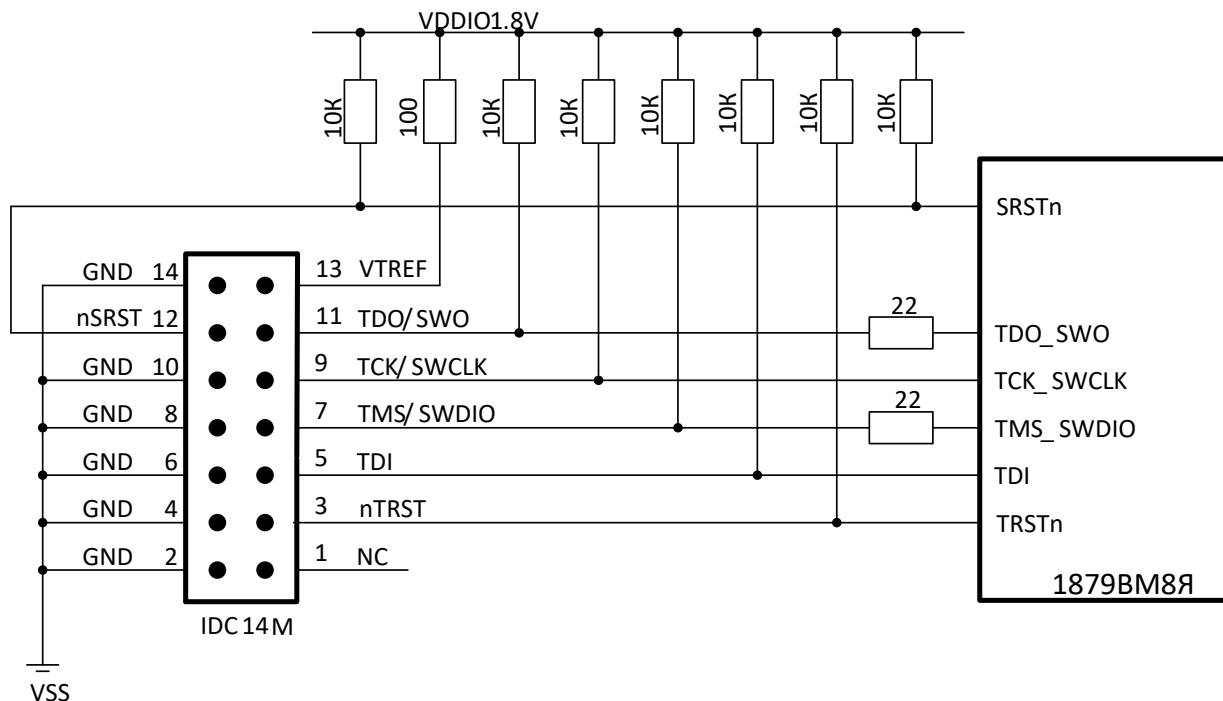 VDDIO1.8V
10K 100 10K 10K 10K 10K 10K 10K
SRSTn
GND 14 13 VTREF
nSRST 12 11 TDO/ SWO 22 TDO_SWO
GND 10 9 TCK/ SWCLK TCK_ SWCLK
GND 8 7 TMS/ SWDIO 22 TMS_ SWDIO
GND 6 5 TDI TDI
GND 4 3 nTRST TRSTn
GND 2 1 NC
1879ВМ8Я
IDC 14 M
VSS